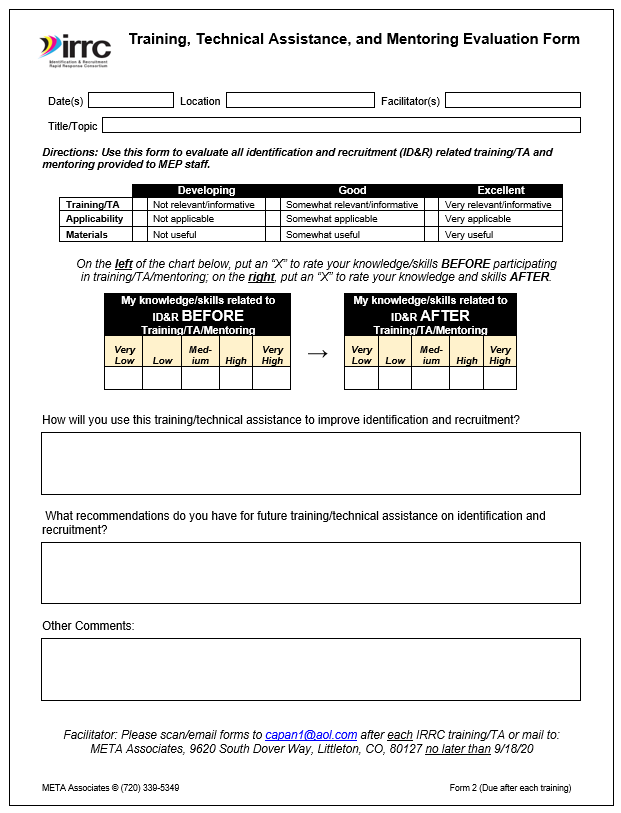 irrc
Identification & Recruitment
Rapid Response Consortium
Training, Technical Assistance, and Mentoring Evaluation Form
Date(s) Location Facilitator(s)
Title/Topic
Directions: Use this form to evaluate all identification and recruitment (ID&R) related training/TA and
mentoring provided to MEP staff.
Developing Good Excellent
Training/TA Not relevant/informative Somewhat relevant/informative Very relevant/informative
Applicability Not applicable Somewhat applicable Very applicable
Materials Not useful Somewhat useful Very useful
On the left of the chart below, put an “X” to rate your knowledge/skills BEFORE participating
in training/TA/mentoring; on the right, put an “X” to rate your knowledge and skills AFTER.
My knowledge/skills related to
ID&R BEFORE
Training/TA/Mentoring
Very Low Low Med-ium High Very High
→
My knowledge/skills related to
ID&R AFTER
Training/TA/Mentoring
Very Low Low Med-ium High Very High
How will you use this training/technical assistance to improve identification and recruitment?
What recommendations do you have for future training/technical assistance on identification and
recruitment?
Other Comments:
Facilitator: Please scan/email forms to capan1@aol.com after each IRRC training/TA or mail to:
META Associates, 9620 South Dover Way, Littleton, CO, 80127 no later than 9/18/20
META Associates © (720) 339-5349 Form 2 (Due after each training)